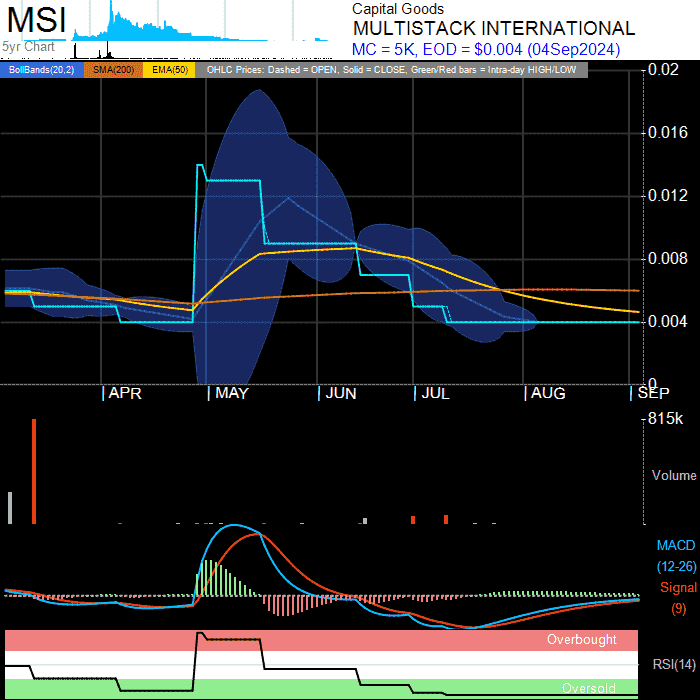 MSI
5yr Chart
Capital Goods
MULTISTACK INTERNATIONAL
MC = 5K, EOD = $0.004 (04Sep2024)
BollBands(20,2) SMA(200) EMA(50) OHLC Prices: Dashed = OPEN, Solid = CLOSE, Green/Red bars = Intra-day HIGH/LOW
0.02
0.016
0.012
0.008
0.004
0
APR MAY JUN JUL AUG SEP
815k
Volume
MACD
(12-26)
Signal
(9)
Overbought
RSI(14)
Oversold